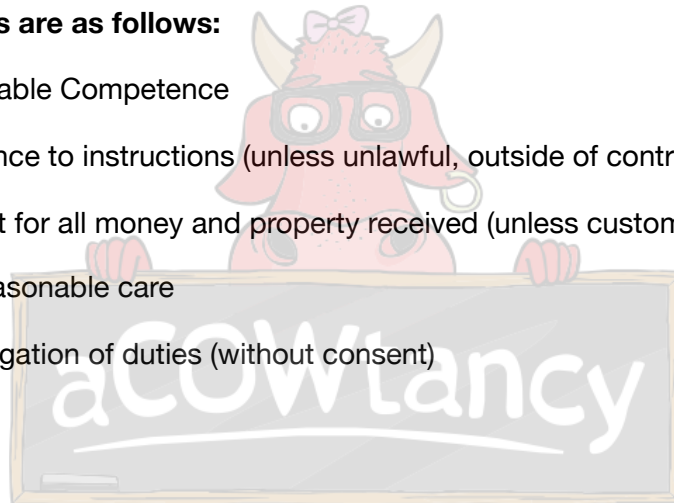 s are as follows:
able Competence
nce to instructions (unless unlawful, outside of contr
t for all money and property received (unless custom
asonable care
gation of duties (without consent)
aCOWtancy